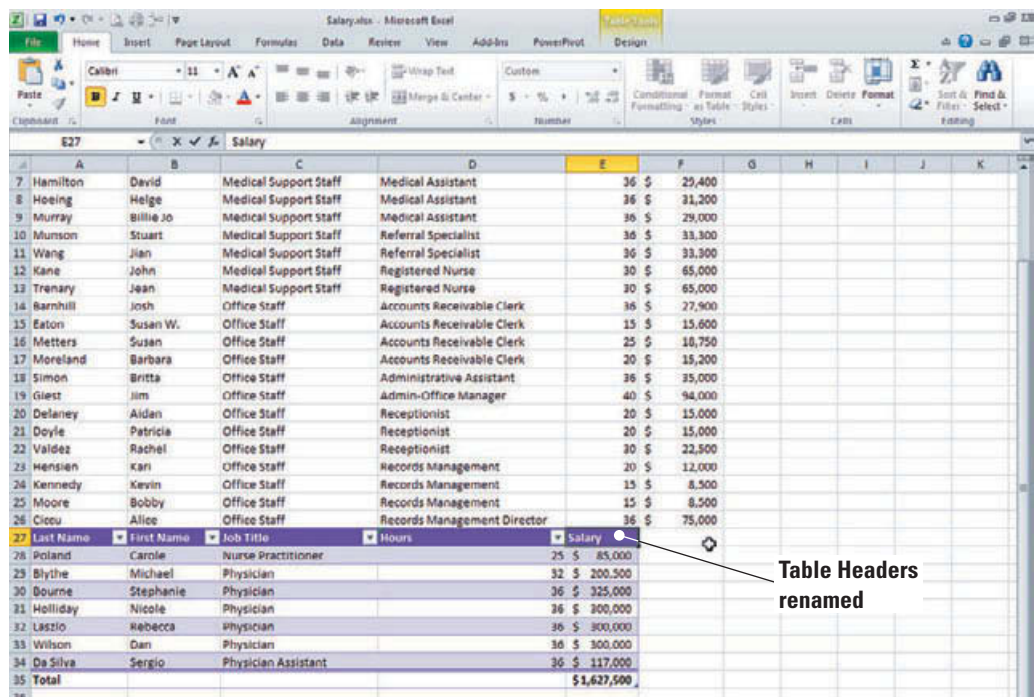 Salary.xlsx - Microsoft Excel
Table Tools
File Home Insert Page Layout Formulas Data Review View Add-Ins PowerPivot Design
Calibri 11 A A Wrap Text Custom Σ
Paste B I U A Merge & Center $ % , Conditional Formatting Format as Table Cell Styles Insert Delete Format Sort & Filter Find & Select
Clipboard Font Alignment Number Styles Cells Editing
E27 fx Salary
A B C D E F G H I J K
7 Hamilton David Medical Support Staff Medical Assistant 36 $ 29,400
8 Hoeing Helge Medical Support Staff Medical Assistant 36 $ 31,200
9 Murray Billie Jo Medical Support Staff Medical Assistant 36 $ 29,000
10 Munson Stuart Medical Support Staff Referral Specialist 36 $ 33,300
11 Wang Jian Medical Support Staff Referral Specialist 36 $ 33,300
12 Kane John Medical Support Staff Registered Nurse 30 $ 65,000
13 Trenary Jean Medical Support Staff Registered Nurse 30 $ 65,000
14 Barnhill Josh Office Staff Accounts Receivable Clerk 36 $ 27,900
15 Eaton Susan W. Office Staff Accounts Receivable Clerk 15 $ 15,600
16 Metters Susan Office Staff Accounts Receivable Clerk 25 $ 18,750
17 Moreland Barbara Office Staff Accounts Receivable Clerk 20 $ 15,200
18 Simon Britta Office Staff Administrative Assistant 36 $ 35,000
19 Giest Jim Office Staff Admin-Office Manager 40 $ 94,000
20 Delaney Aidan Office Staff Receptionist 20 $ 15,000
21 Doyle Patricia Office Staff Receptionist 20 $ 15,000
22 Valdez Rachel Office Staff Receptionist 30 $ 22,500
23 Hensien Kari Office Staff Records Management 20 $ 12,000
24 Kennedy Kevin Office Staff Records Management 15 $ 8,500
25 Moore Bobby Office Staff Records Management 15 $ 8,500
26 Ciccu Alice Office Staff Records Management Director 36 $ 75,000
27 Last Name First Name Job Title Hours Salary
28 Poland Carole Nurse Practitioner 25 $ 85,000
29 Blythe Michael Physician 32 $ 200,500
30 Bourne Stephanie Physician 36 $ 325,000
31 Holliday Nicole Physician 36 $ 300,000
32 Laszlo Rebecca Physician 36 $ 300,000
33 Wilson Dan Physician 36 $ 300,000
34 Da Silva Sergio Physician Assistant 36 $ 117,000
35 Total $1,627,500
36
Table Headers
renamed